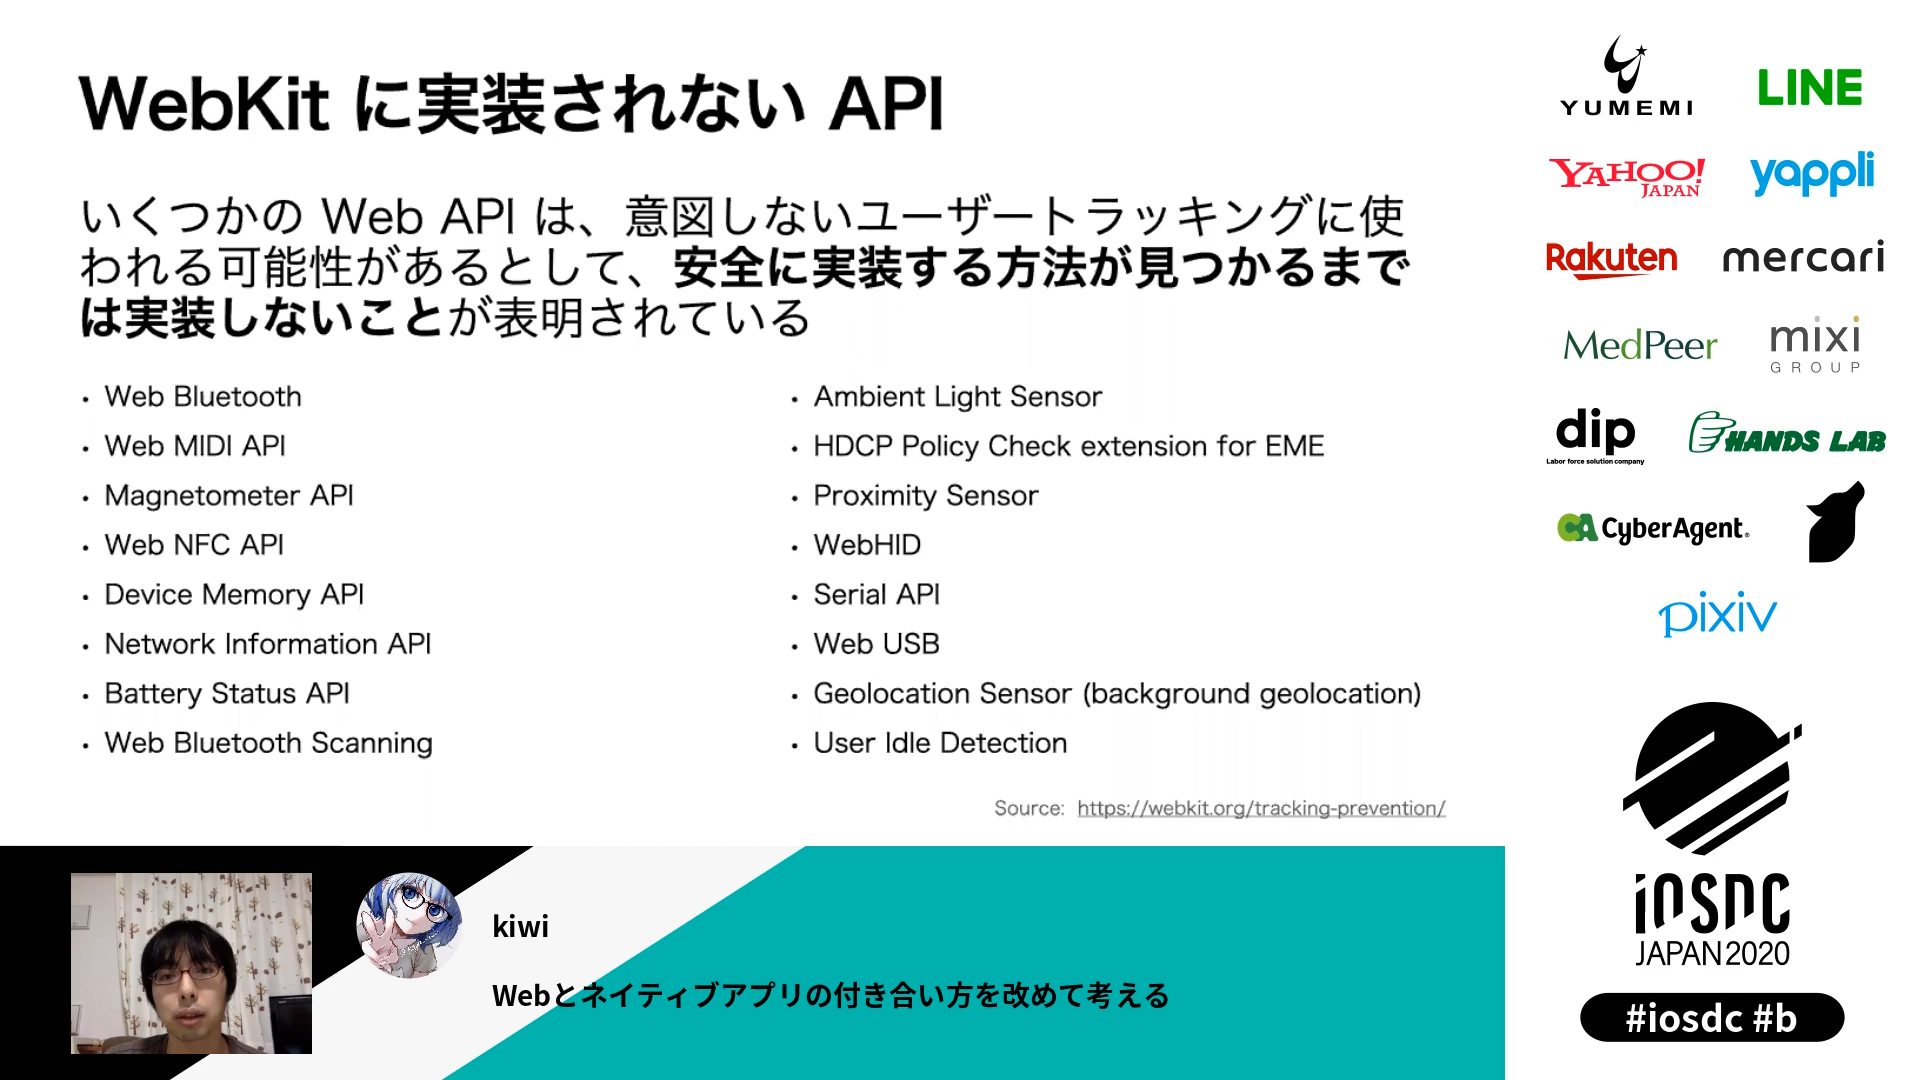 WebKit に実装されない API
いくつかの Web API は、意図しないユーザートラッキングに使
われる可能性があるとして、安全に実装する方法が見つかるまで
は実装しないことが表明されている
• Web Bluetooth
• Web MIDI API
• Magnetometer API
• Web NFC API
• Device Memory API
• Network Information API
• Battery Status API
• Web Bluetooth Scanning
• Ambient Light Sensor
• HDCP Policy Check extension for EME
• Proximity Sensor
• WebHID
• Serial API
• Web USB
• Geolocation Sensor (background geolocation)
• User Idle Detection
Source: https://webkit.org/tracking-prevention/
kiwi
Webとネイティブアプリの付き合い方を改めて考える
YUMEMI
LINE
YAHOO!
JAPAN
yappli
Rakuten
mercari
MedPeer
mixi
GROUP
dip
Labor force solution company
HANDS LAB
CA CyberAgent®
pixiv
iOSDC
JAPAN 2020
#iosdc #b